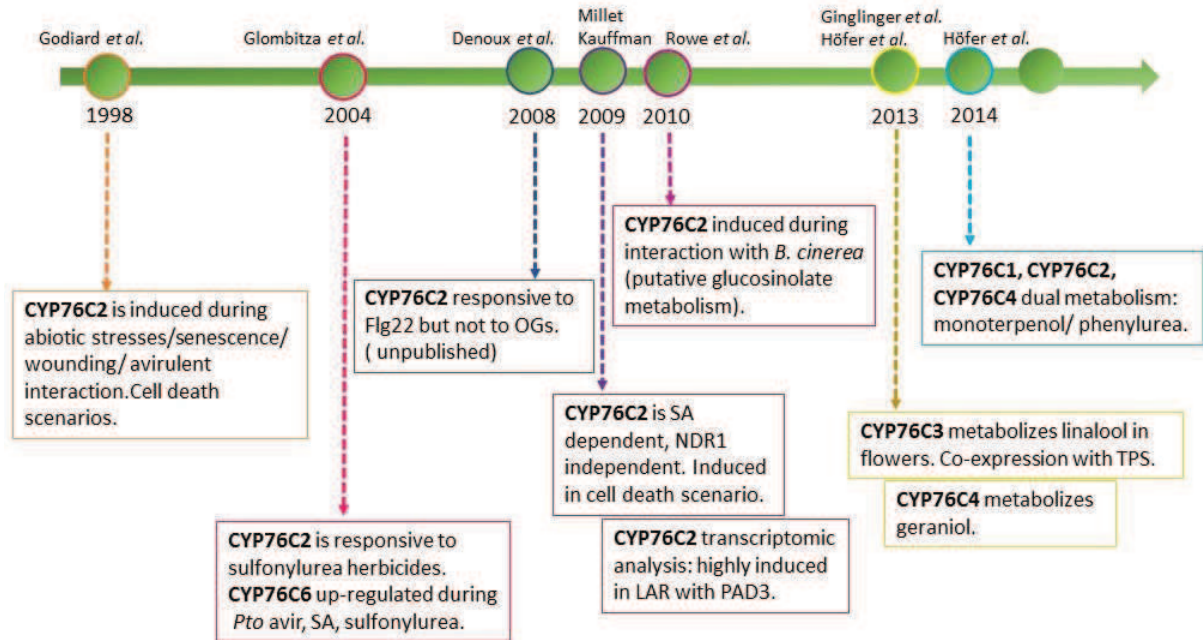 Godiard et al.
Glombitza et al.
Denoux et al.
Millet
Kauffman
Rowe et al.
Ginglinger et al.
Höfer et al.
Höfer et al.
1998
2004
2008
2009
2010
2013
2014
CYP76C2 is induced during
abiotic stresses/senescence/
wounding/ avirulent
interaction.Cell death
scenarios.
CYP76C2 is responsive to
sulfonylurea herbicides.
CYP76C6 up-regulated during
Pto avir, SA, sulfonylurea.
CYP76C2 responsive to
Flg22 but not to OGs.
( unpublished)
CYP76C2 is SA
dependent, NDR1
independent. Induced
in cell death scenario.
CYP76C2 transcriptomic
analysis: highly induced
in LAR with PAD3.
CYP76C2 induced during
interaction with B. cinerea
(putative glucosinolate
metabolism).
CYP76C3 metabolizes linalool in
flowers. Co-expression with TPS.
CYP76C4 metabolizes
geraniol.
CYP76C1, CYP76C2,
CYP76C4 dual metabolism:
monoterpenol/ phenylurea.